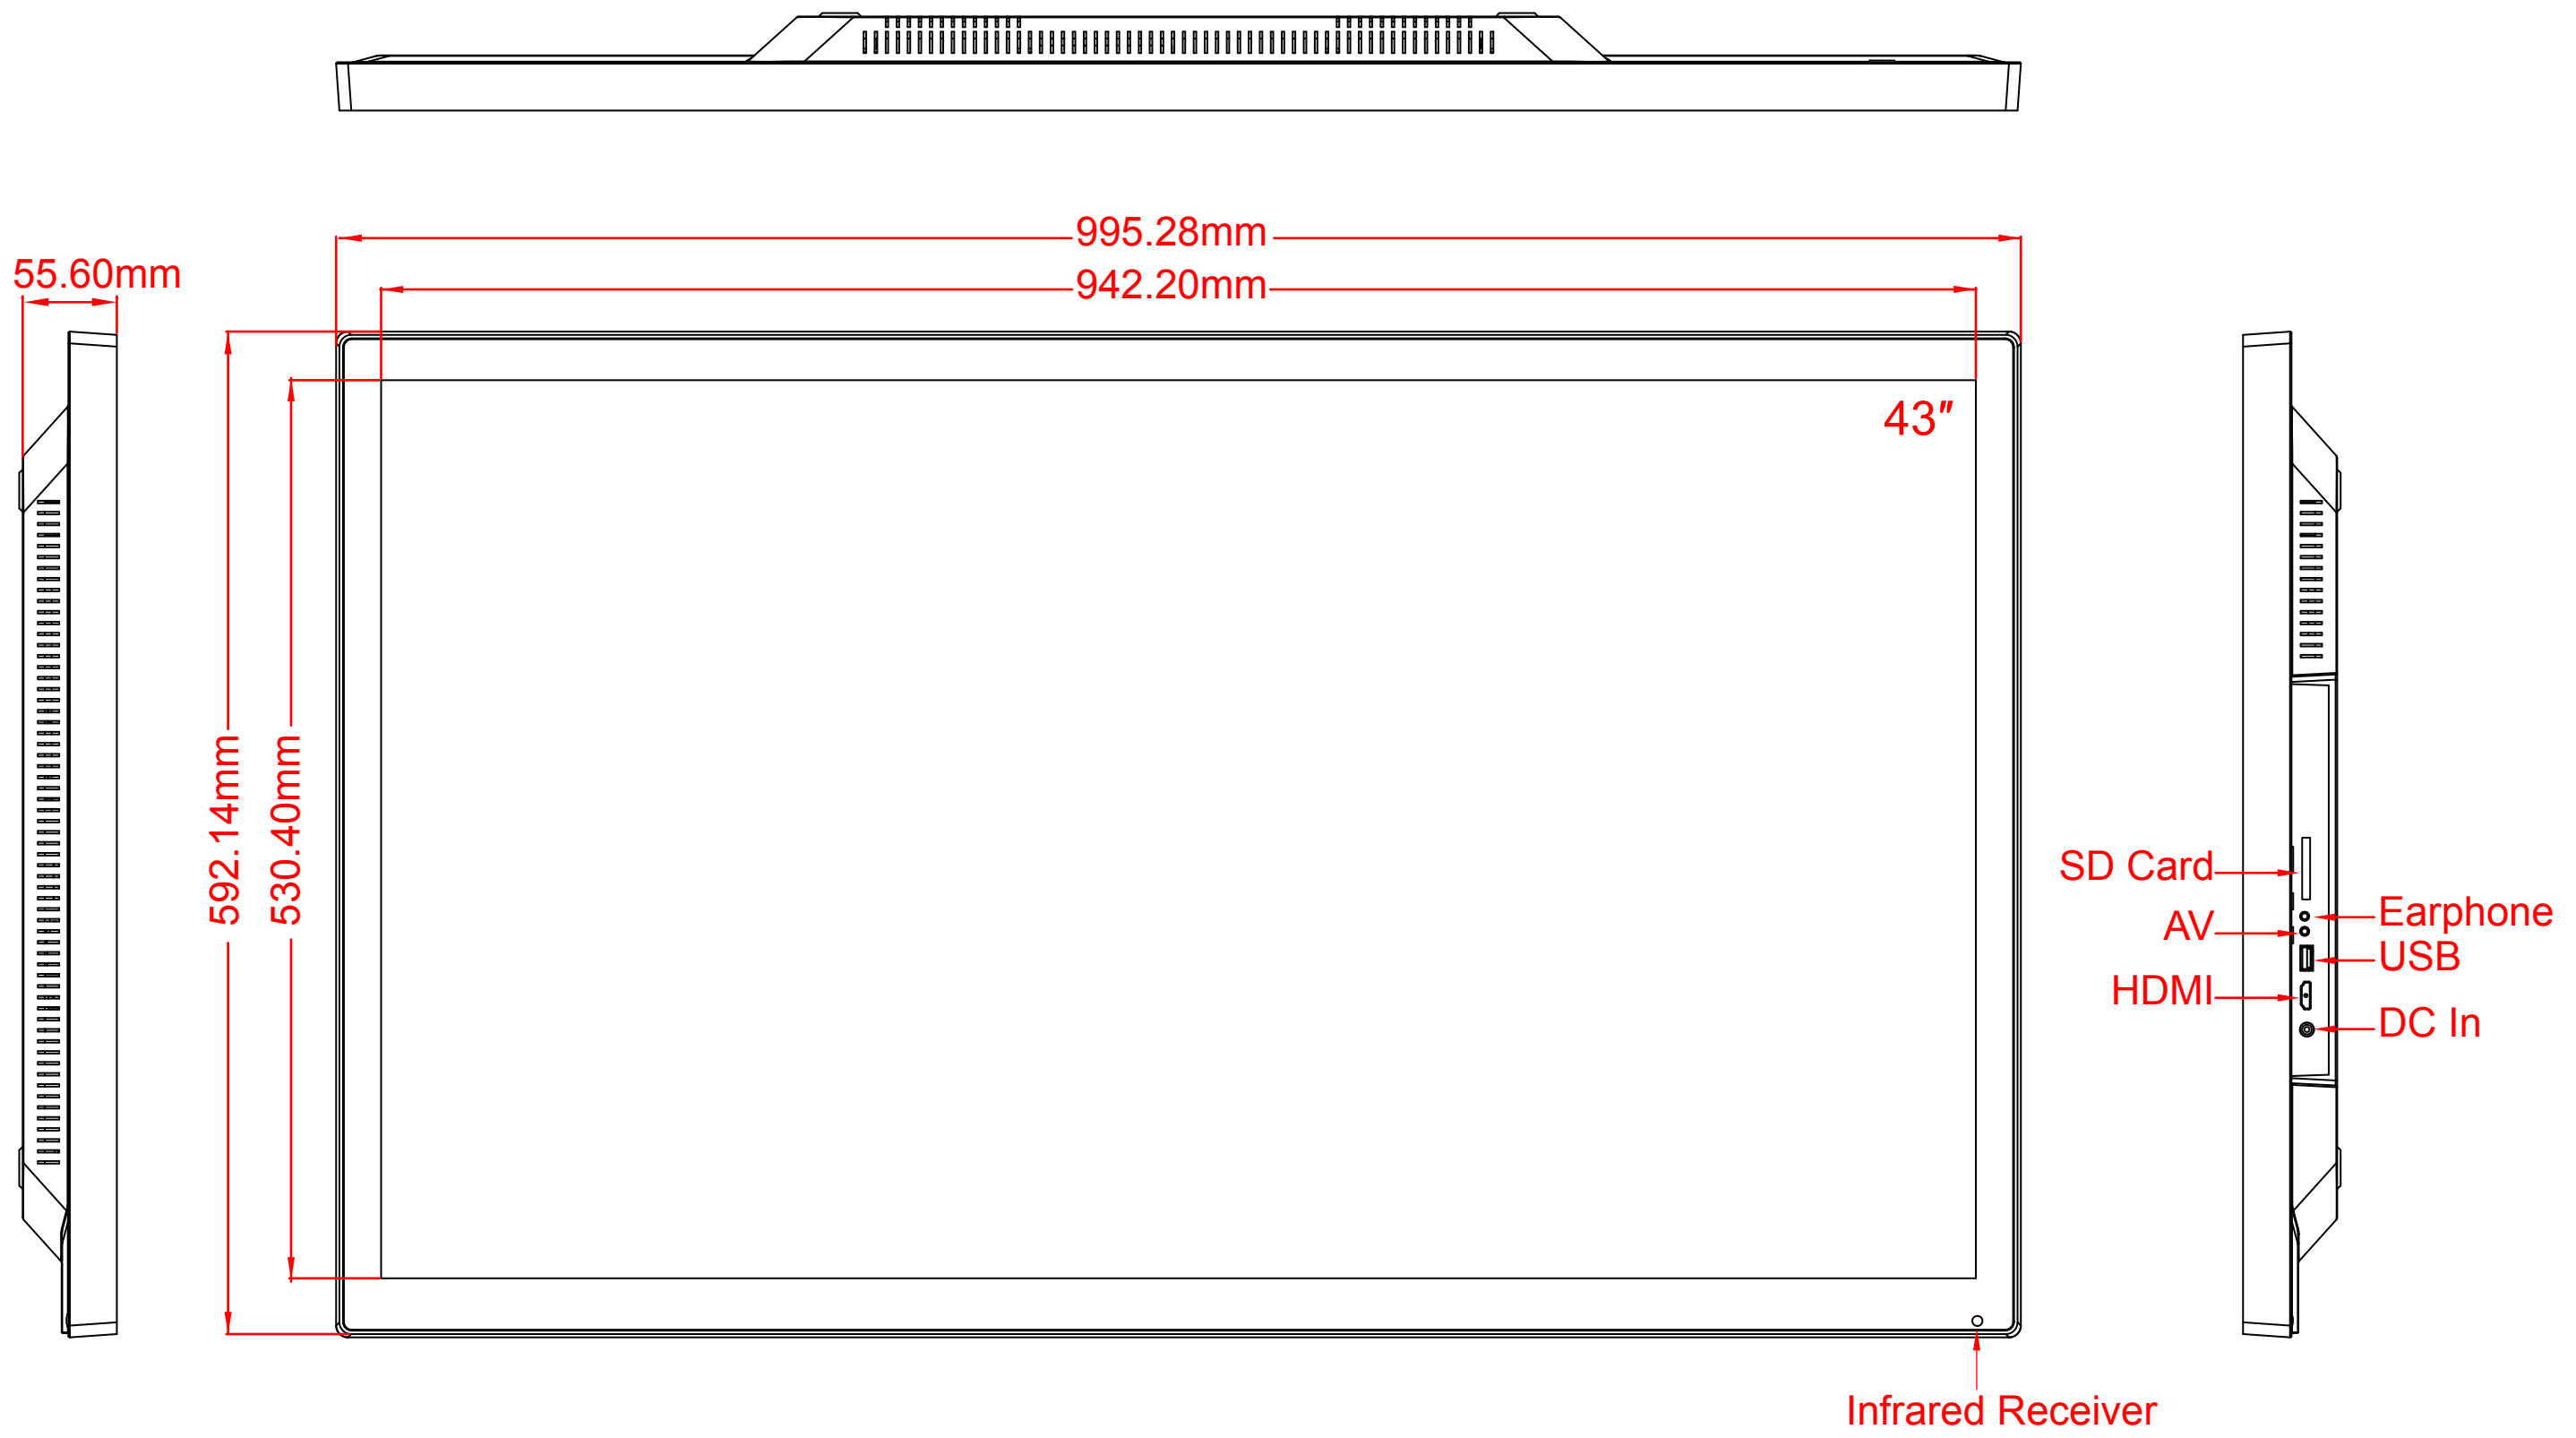 995.28mm
55.60mm
942.20mm
43″
592.14mm
530.40mm
SD Card
Earphone
AV
USB
HDMI
DC In
Infrared Receiver